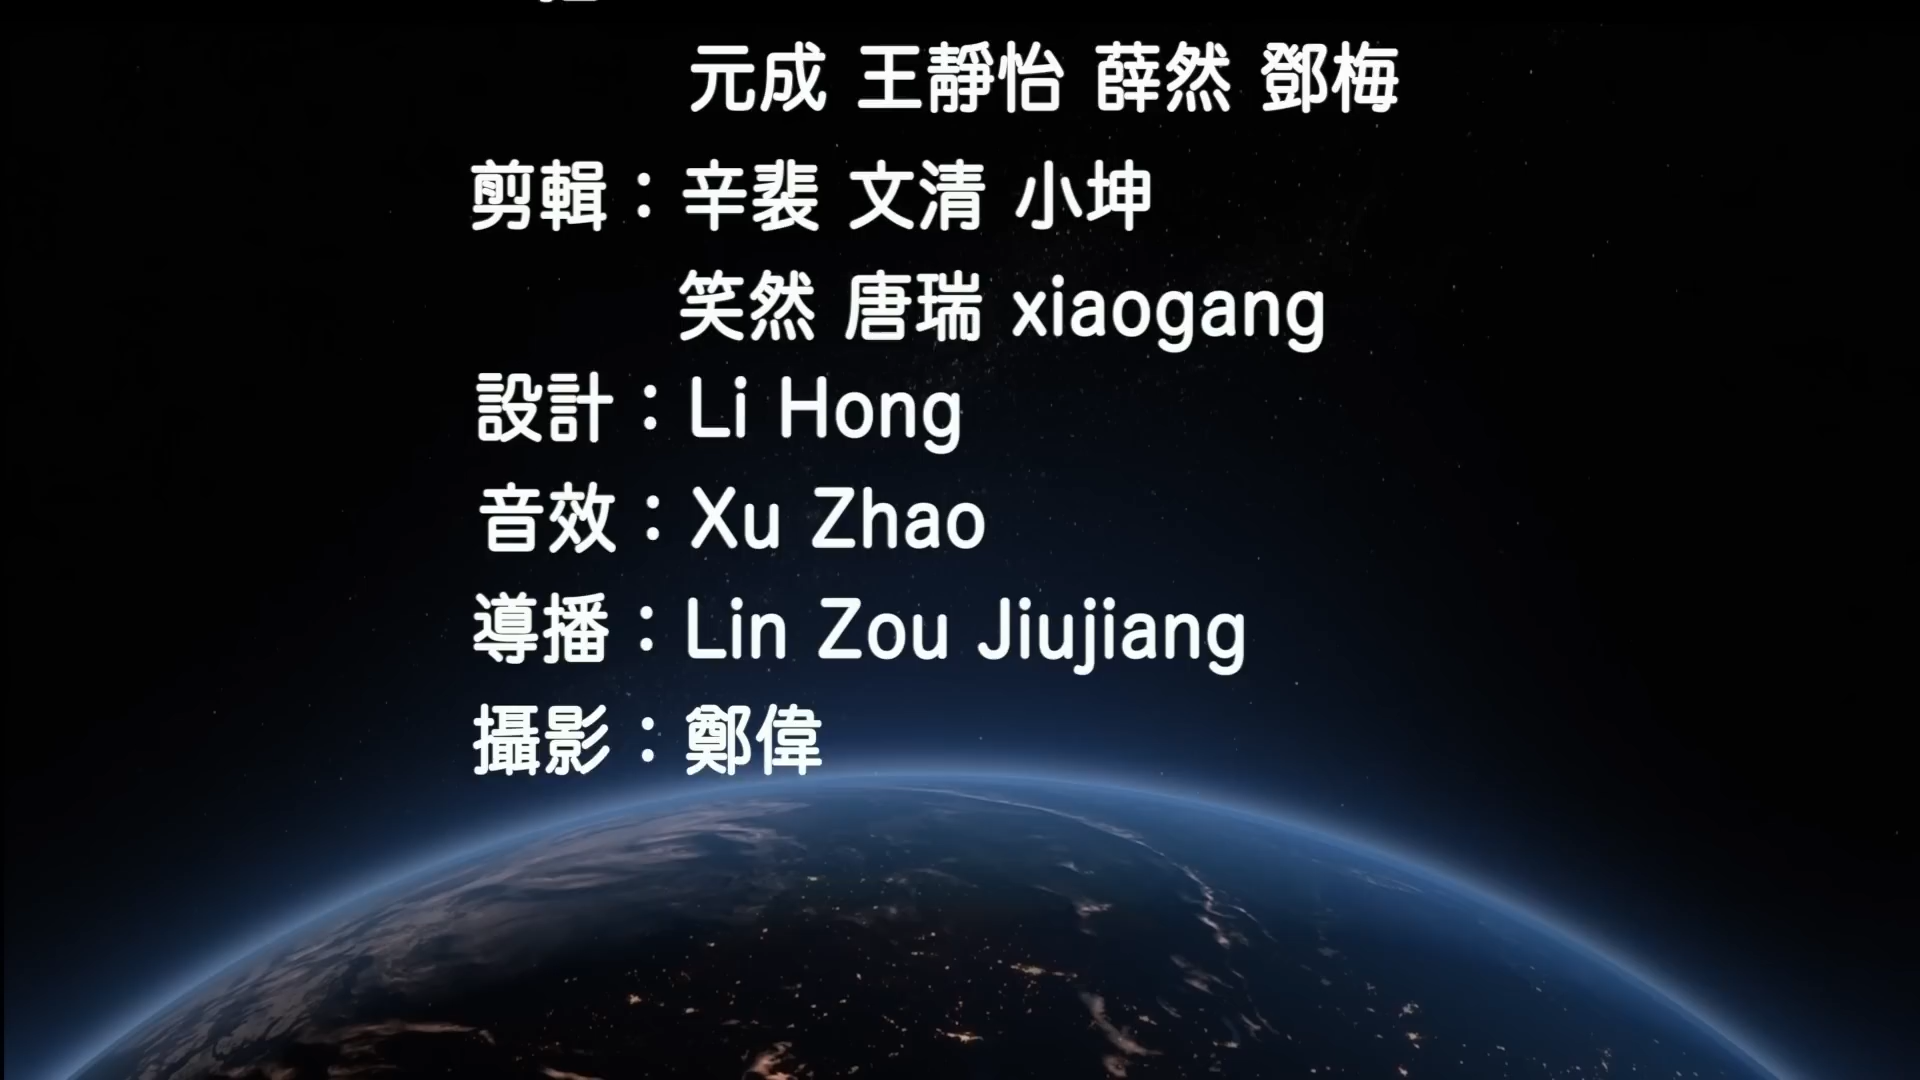 元成 王靜怡 薛然 鄧梅
剪輯：辛裴 文清 小坤
笑然 唐瑞 xiaogang
設計：Li Hong
音效：Xu Zhao
導播：Lin Zou Jiujiang
攝影：鄭偉